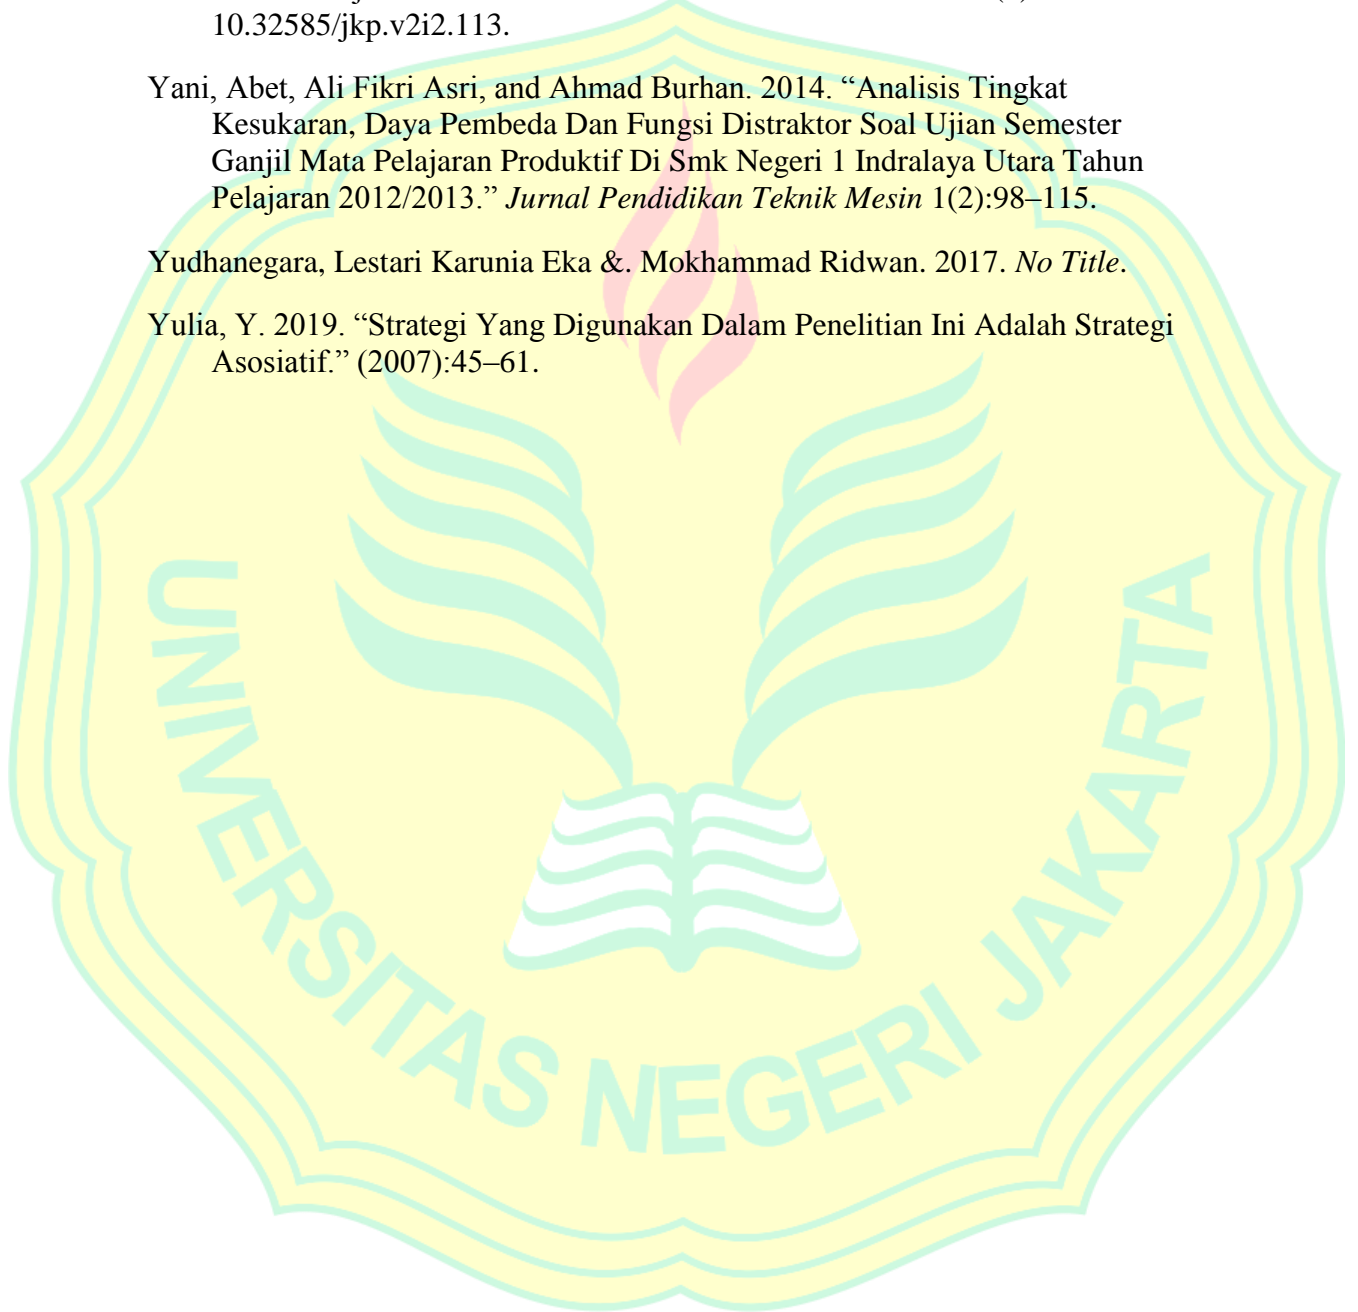 10.32585/jkp.v2i2.113.
Yani, Abet, Ali Fikri Asri, and Ahmad Burhan. 2014. “Analisis Tingkat
Kesukaran, Daya Pembeda Dan Fungsi Distraktor Soal Ujian Semester
Ganjil Mata Pelajaran Produktif Di Smk Negeri 1 Indralaya Utara Tahun
Pelajaran 2012/2013.” Jurnal Pendidikan Teknik Mesin 1(2):98–115.
Yudhanegara, Lestari Karunia Eka &. Mokhammad Ridwan. 2017. No Title.
Yulia, Y. 2019. “Strategi Yang Digunakan Dalam Penelitian Ini Adalah Strategi
Asosiatif.” (2007):45–61.
UNIVERSITAS NEGERI JAKARTA